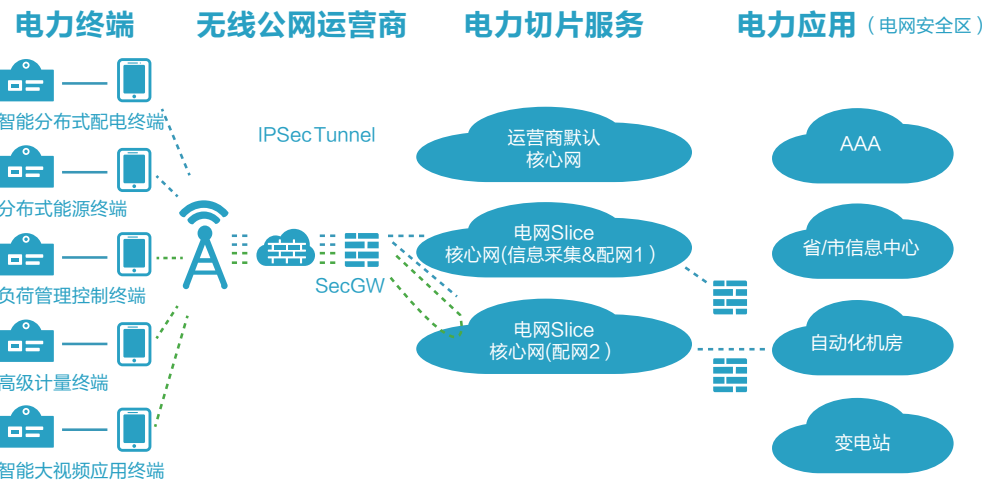 电力终端
无线公网运营商
电力切片服务
电力应用（电网安全区）
智能分布式配电终端
分布式能源终端
负荷管理控制终端
高级计量终端
智能大视频应用终端
IPSec Tunnel
SecGW
运营商默认
核心网
电网Slice
核心网(信息采集&配网1）
电网Slice
核心网(配网2）
AAA
省/市信息中心
自动化机房
变电站